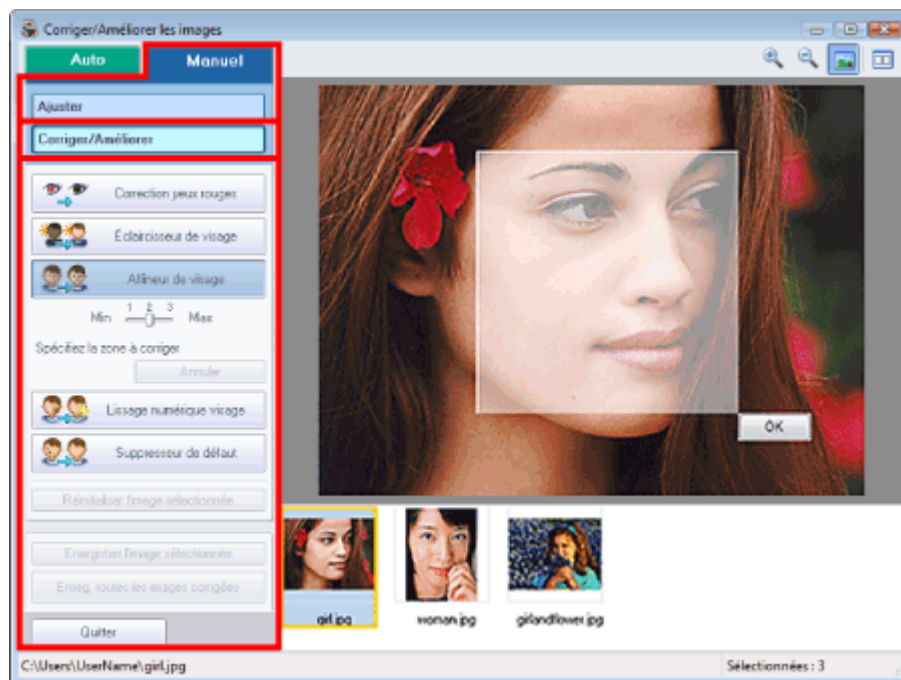 Corriger/Améliorer les images
Auto Manuel
Ajuster
Corriger/Améliorer
Correction yeux rouges
Éclaircisseur de visage
Affineur de visage
1 2 3
Min Max
Spécifiez la zone à corriger
Annuler
Lissage numérique visage
Suppresseur de défaut
Réinitialiser l'image sélectionnée
Enregistrer l'image sélectionnée
Enreg. toutes les images corrigées
Quitter
OK
girl.jpg woman.jpg girlandflower.jpg
C:\Users\UserName\girl.jpg Sélectionnées : 3